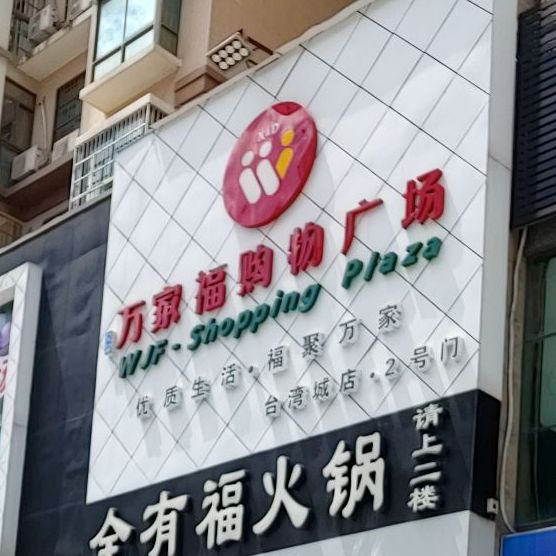 XID
万家福购物广场
WJF - Shopping Plaza
优质生活·福聚万家
台湾城店·2号门
全有福火锅
请上二楼